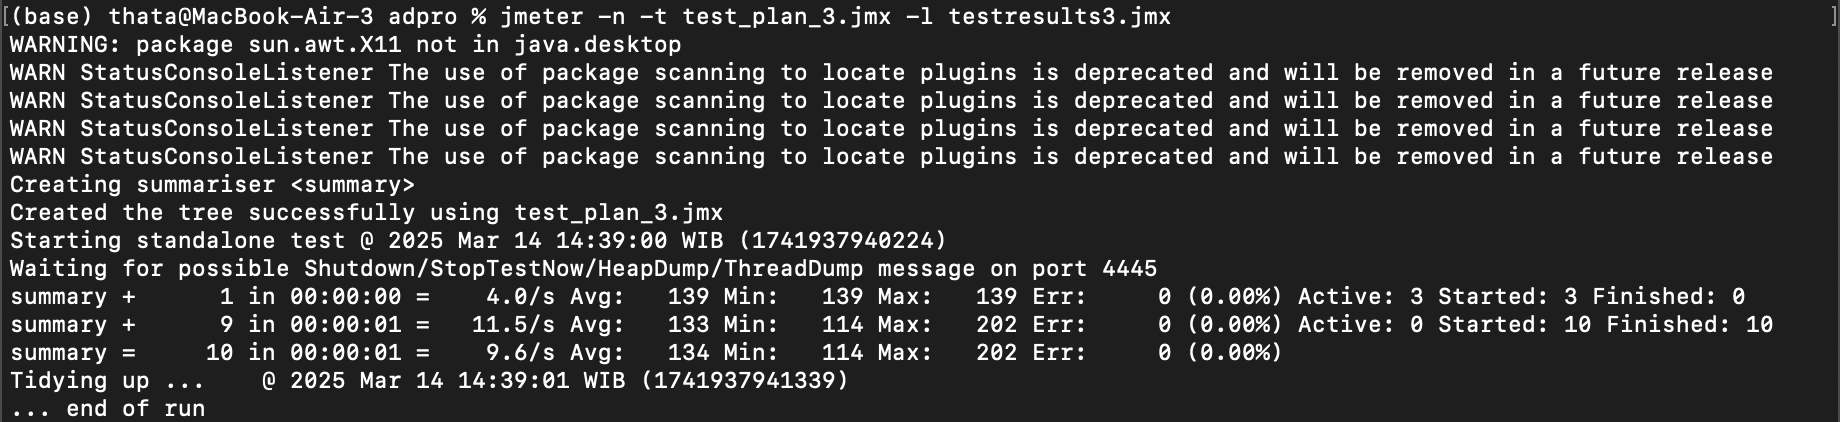 [(base) thata@MacBook-Air-3 adpro % jmeter -n -t test_plan_3.jmx -l testresults3.jmx ]
WARNING: package sun.awt.X11 not in java.desktop
WARN StatusConsoleListener The use of package scanning to locate plugins is deprecated and will be removed in a future release
WARN StatusConsoleListener The use of package scanning to locate plugins is deprecated and will be removed in a future release
WARN StatusConsoleListener The use of package scanning to locate plugins is deprecated and will be removed in a future release
WARN StatusConsoleListener The use of package scanning to locate plugins is deprecated and will be removed in a future release
Creating summariser <summary>
Created the tree successfully using test_plan_3.jmx
Starting standalone test @ 2025 Mar 14 14:39:00 WIB (1741937940224)
Waiting for possible Shutdown/StopTestNow/HeapDump/ThreadDump message on port 4445
summary +      1 in 00:00:00 =    4.0/s Avg:   139 Min:   139 Max:   139 Err:     0 (0.00%) Active: 3 Started: 3 Finished: 0
summary +      9 in 00:00:01 =   11.5/s Avg:   133 Min:   114 Max:   202 Err:     0 (0.00%) Active: 0 Started: 10 Finished: 10
summary =     10 in 00:00:01 =    9.6/s Avg:   134 Min:   114 Max:   202 Err:     0 (0.00%)
Tidying up ...    @ 2025 Mar 14 14:39:01 WIB (1741937941339)
... end of run